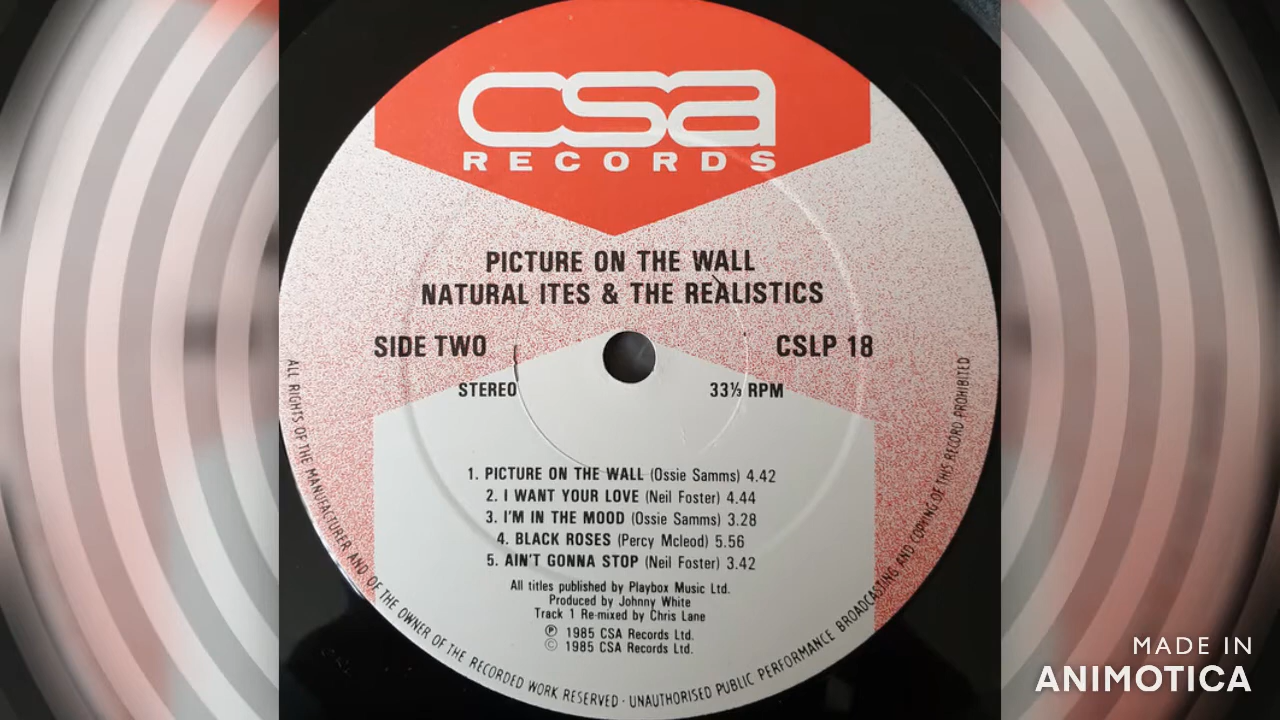 csa
RECORDS
PICTURE ON THE WALL
NATURAL ITES & THE REALISTICS
SIDE TWO
CSLP 18
STEREO
33⅓ RPM
1. PICTURE ON THE WALL (Ossie Samms) 4.42
2. I WANT YOUR LOVE (Neil Foster) 4.44
3. I'M IN THE MOOD (Ossie Samms) 3.28
4. BLACK ROSES (Percy Mcleod) 5.56
5. AIN'T GONNA STOP (Neil Foster) 3.42
All titles published by Playbox Music Ltd.
Produced by Johnny White
Track 1 Re-mixed by Chris Lane
℗ 1985 CSA Records Ltd.
© 1985 CSA Records Ltd.
ALL RIGHTS OF THE MANUFACTURER AND OF THE OWNER OF THE RECORDED WORK RESERVED · UNAUTHORISED PUBLIC PERFORMANCE BROADCASTING AND COPYING OF THIS RECORD PROHIBITED
MADE IN
ANIMOTICA